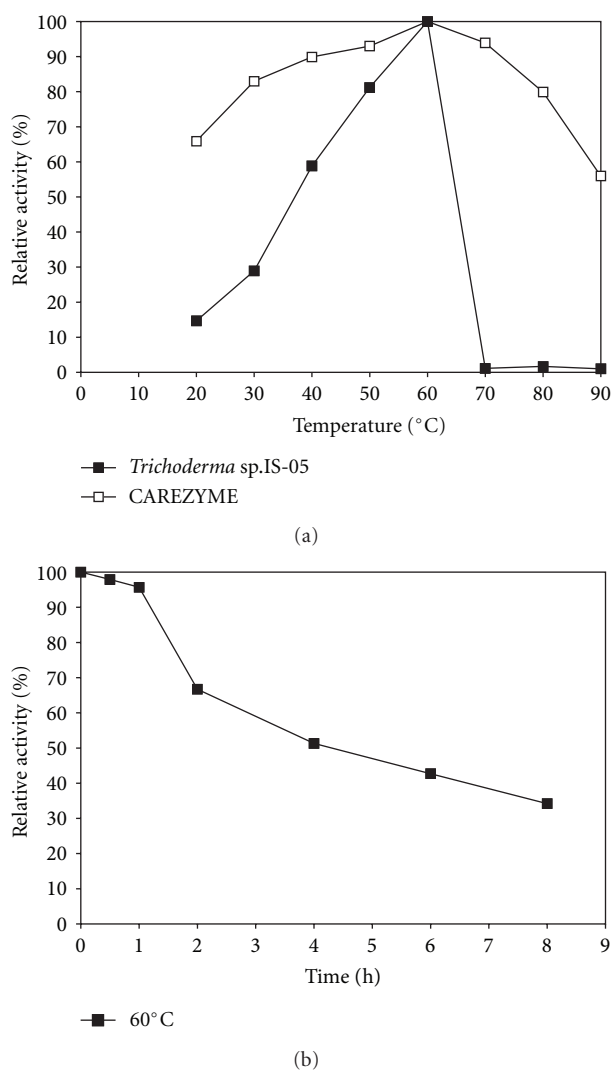 100
90
80
70
60
50
40
30
20
10
0
Relative activity (%)
0 10 20 30 40 50 60 70 80 90
Temperature (°C)
Trichoderma sp.IS-05
CAREZYME
(a)
100
90
80
70
60
50
40
30
20
10
0
Relative activity (%)
0 1 2 3 4 5 6 7 8 9
Time (h)
60°C
(b)